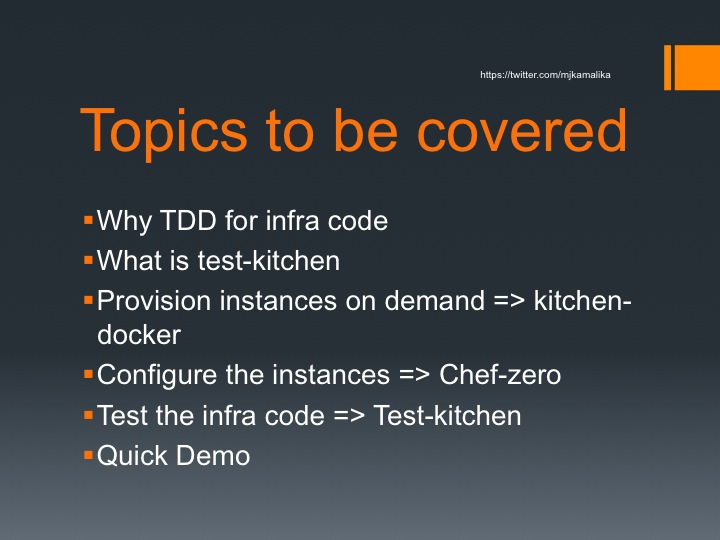 https://twitter.com/mjkamalika
Topics to be covered
▪Why TDD for infra code
▪What is test-kitchen
▪Provision instances on demand => kitchen-
docker
▪Configure the instances => Chef-zero
▪Test the infra code => Test-kitchen
▪Quick Demo